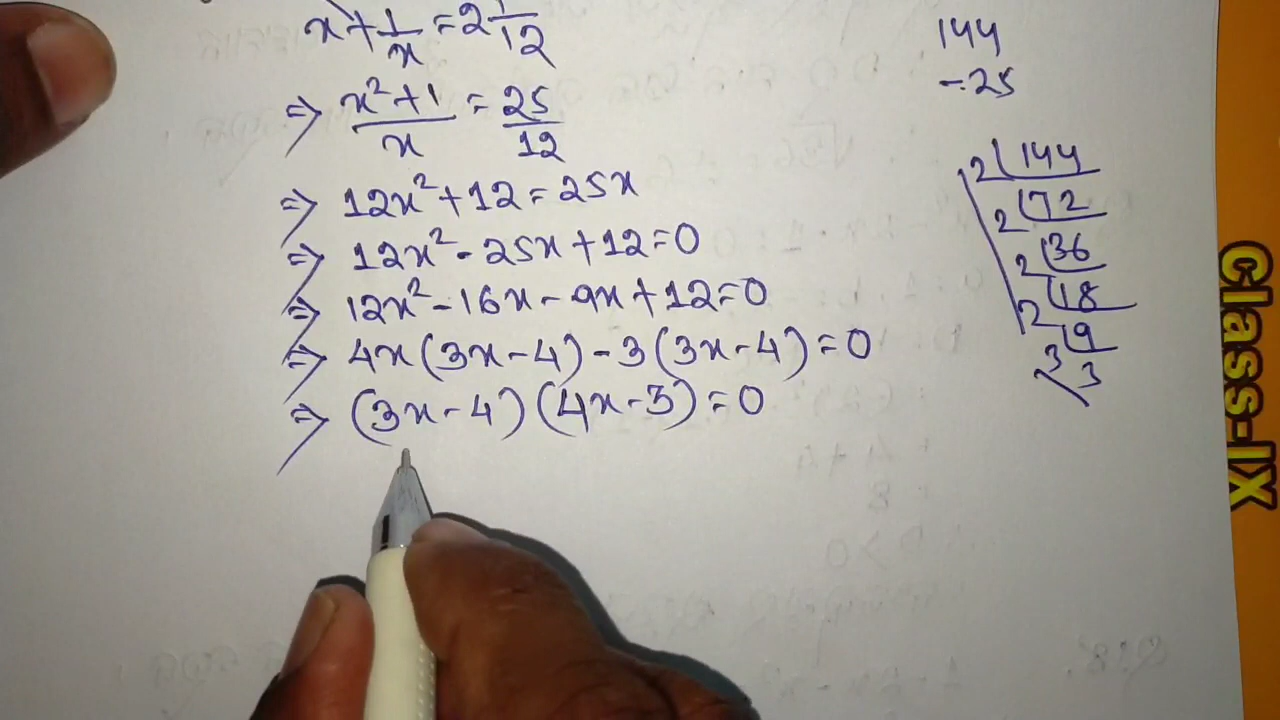 x + 1/x = 2 1/12
⇒ (x² + 1)/x = 25/12
⇒ 12x² + 12 = 25x
⇒ 12x² - 25x + 12 = 0
⇒ 12x² - 16x - 9x + 12 = 0
⇒ 4x(3x - 4) - 3(3x - 4) = 0
⇒ (3x - 4)(4x - 3) = 0
⇒
144
-25
2 | 144
2 | 72
2 | 36
2 | 18
3 | 9
3
Class-IX